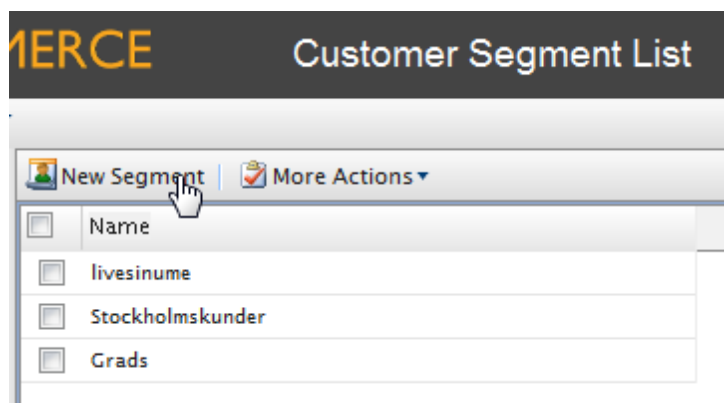 MERCE Customer Segment List
New Segment More Actions
Name
livesinume
Stockholmskunder
Grads